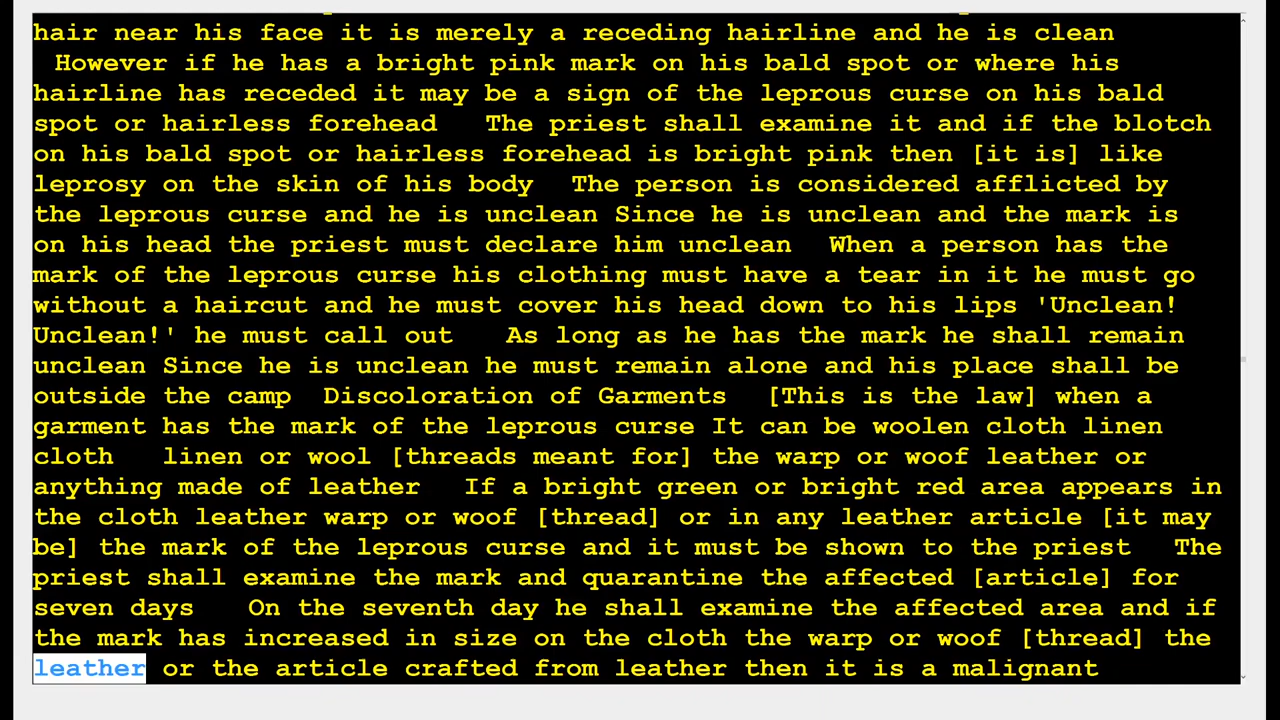 hair near his face it is merely a receding hairline and he is clean
However if he has a bright pink mark on his bald spot or where his
hairline has receded it may be a sign of the leprous curse on his bald
spot or hairless forehead   The priest shall examine it and if the blotch
on his bald spot or hairless forehead is bright pink then [it is] like
leprosy on the skin of his body   The person is considered afflicted by
the leprous curse and he is unclean Since he is unclean and the mark is
on his head the priest must declare him unclean   When a person has the
mark of the leprous curse his clothing must have a tear in it he must go
without a haircut and he must cover his head down to his lips 'Unclean!
Unclean!' he must call out   As long as he has the mark he shall remain
unclean Since he is unclean he must remain alone and his place shall be
outside the camp  Discoloration of Garments   [This is the law] when a
garment has the mark of the leprous curse It can be woolen cloth linen
cloth   linen or wool [threads meant for] the warp or woof leather or
anything made of leather   If a bright green or bright red area appears in
the cloth leather warp or woof [thread] or in any leather article [it may
be] the mark of the leprous curse and it must be shown to the priest   The
priest shall examine the mark and quarantine the affected [article] for
seven days   On the seventh day he shall examine the affected area and if
the mark has increased in size on the cloth the warp or woof [thread] the
leather or the article crafted from leather then it is a malignant